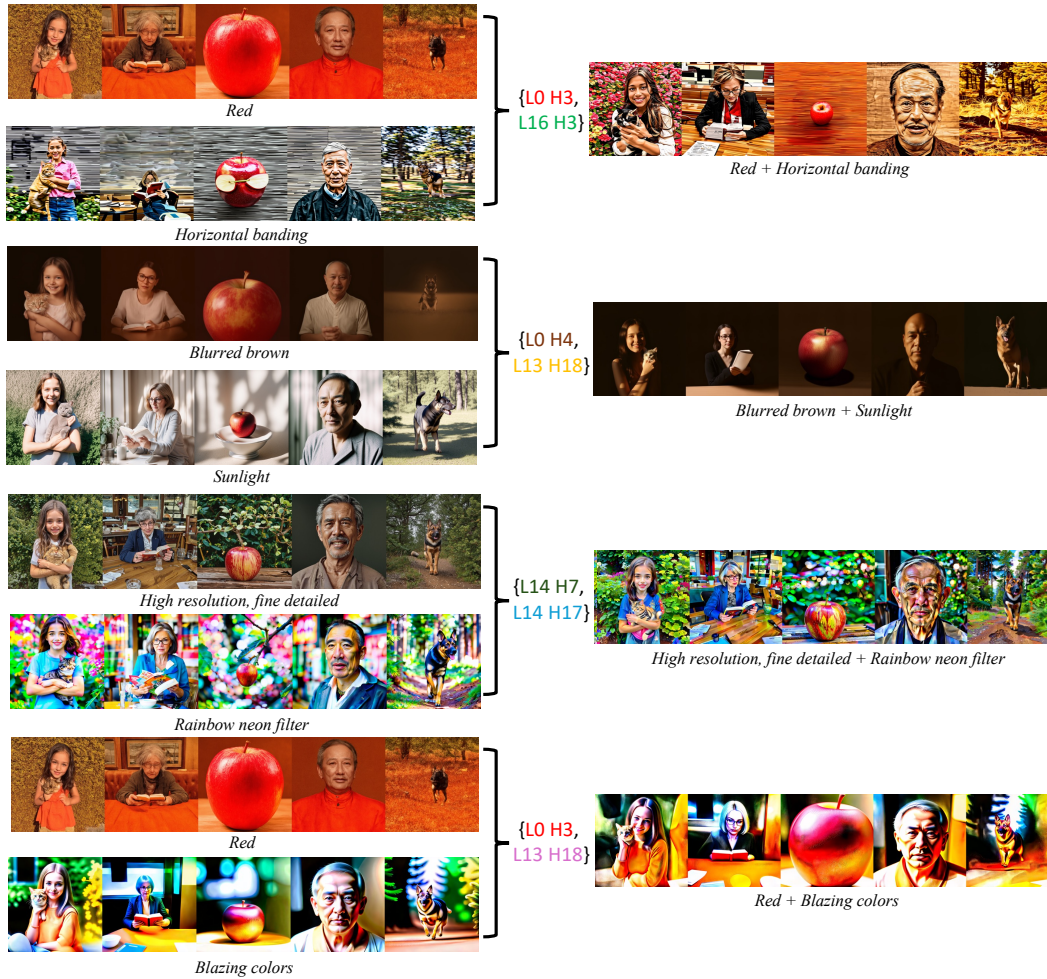 Red
{L0 H3,
L16 H3}
Horizontal banding
Red + Horizontal banding
Blurred brown
{L0 H4,
L13 H18}
Sunlight
Blurred brown + Sunlight
High resolution, fine detailed
{L14 H7,
L14 H17}
Rainbow neon filter
High resolution, fine detailed + Rainbow neon filter
Red
{L0 H3,
L13 H18}
Blazing colors
Red + Blazing colors